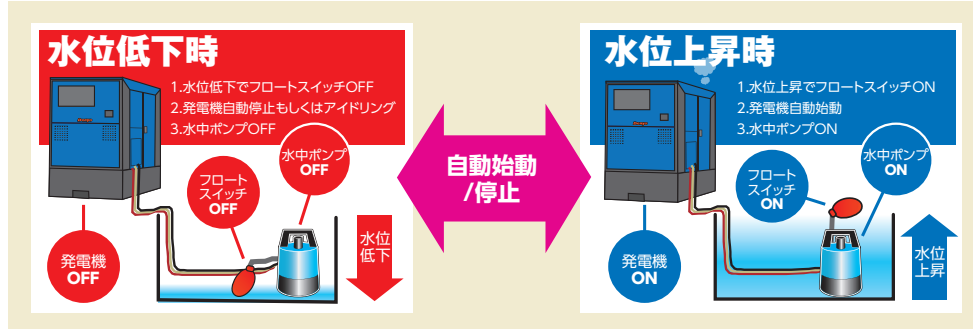 水位低下時
1.水位低下でフロートスイッチOFF
2.発電機自動停止もしくはアイドリング
3.水中ポンプOFF
水中ポンプ
OFF
フロート
スイッチ
OFF
発電機
OFF
水位
低下
自動始動
/停止
水位上昇時
1.水位上昇でフロートスイッチON
2.発電機自動始動
3.水中ポンプON
水中ポンプ
ON
フロート
スイッチ
ON
発電機
ON
水位
上昇